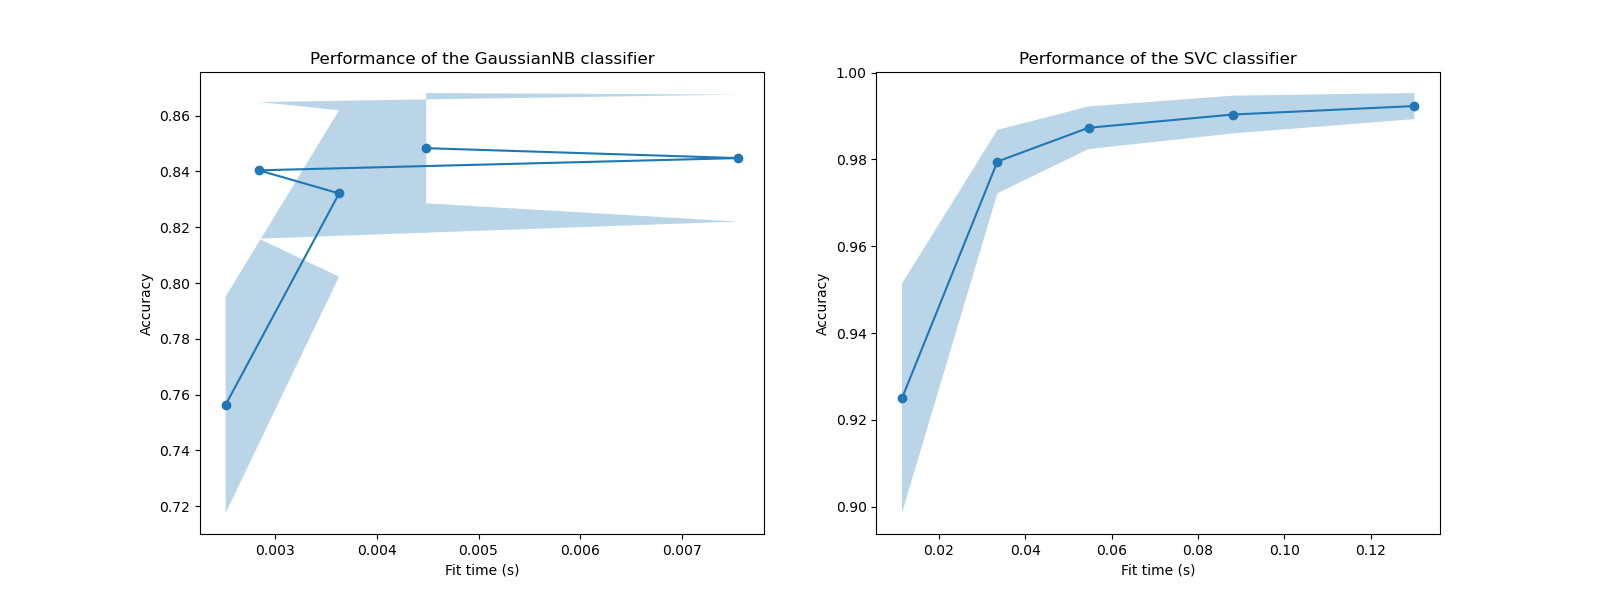 Performance of the GaussianNB classifier
0.86
0.84
0.82
0.80
0.78
0.76
0.74
0.72
Accuracy
0.003 0.004 0.005 0.006 0.007
Fit time (s)
Performance of the SVC classifier
1.00
0.98
0.96
0.94
0.92
0.90
Accuracy
0.02 0.04 0.06 0.08 0.10 0.12
Fit time (s)